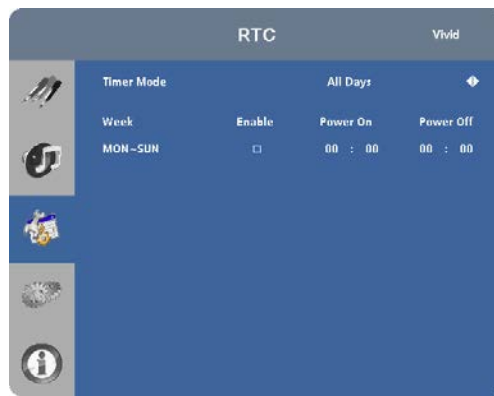 RTC Vivid
Timer Mode All Days
Week Enable Power On Power Off
MON~SUN 00 : 00 00 : 00